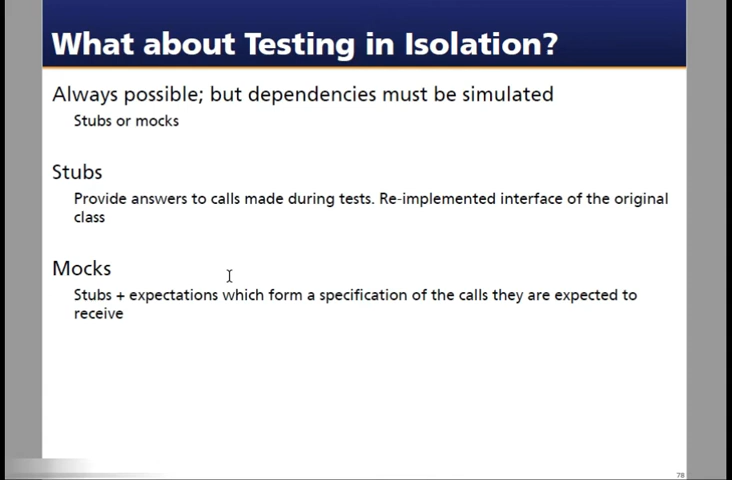 What about Testing in Isolation?
Always possible; but dependencies must be simulated
Stubs or mocks
Stubs
Provide answers to calls made during tests. Re-implemented interface of the original
class
Mocks
Stubs + expectations which form a specification of the calls they are expected to
receive
78